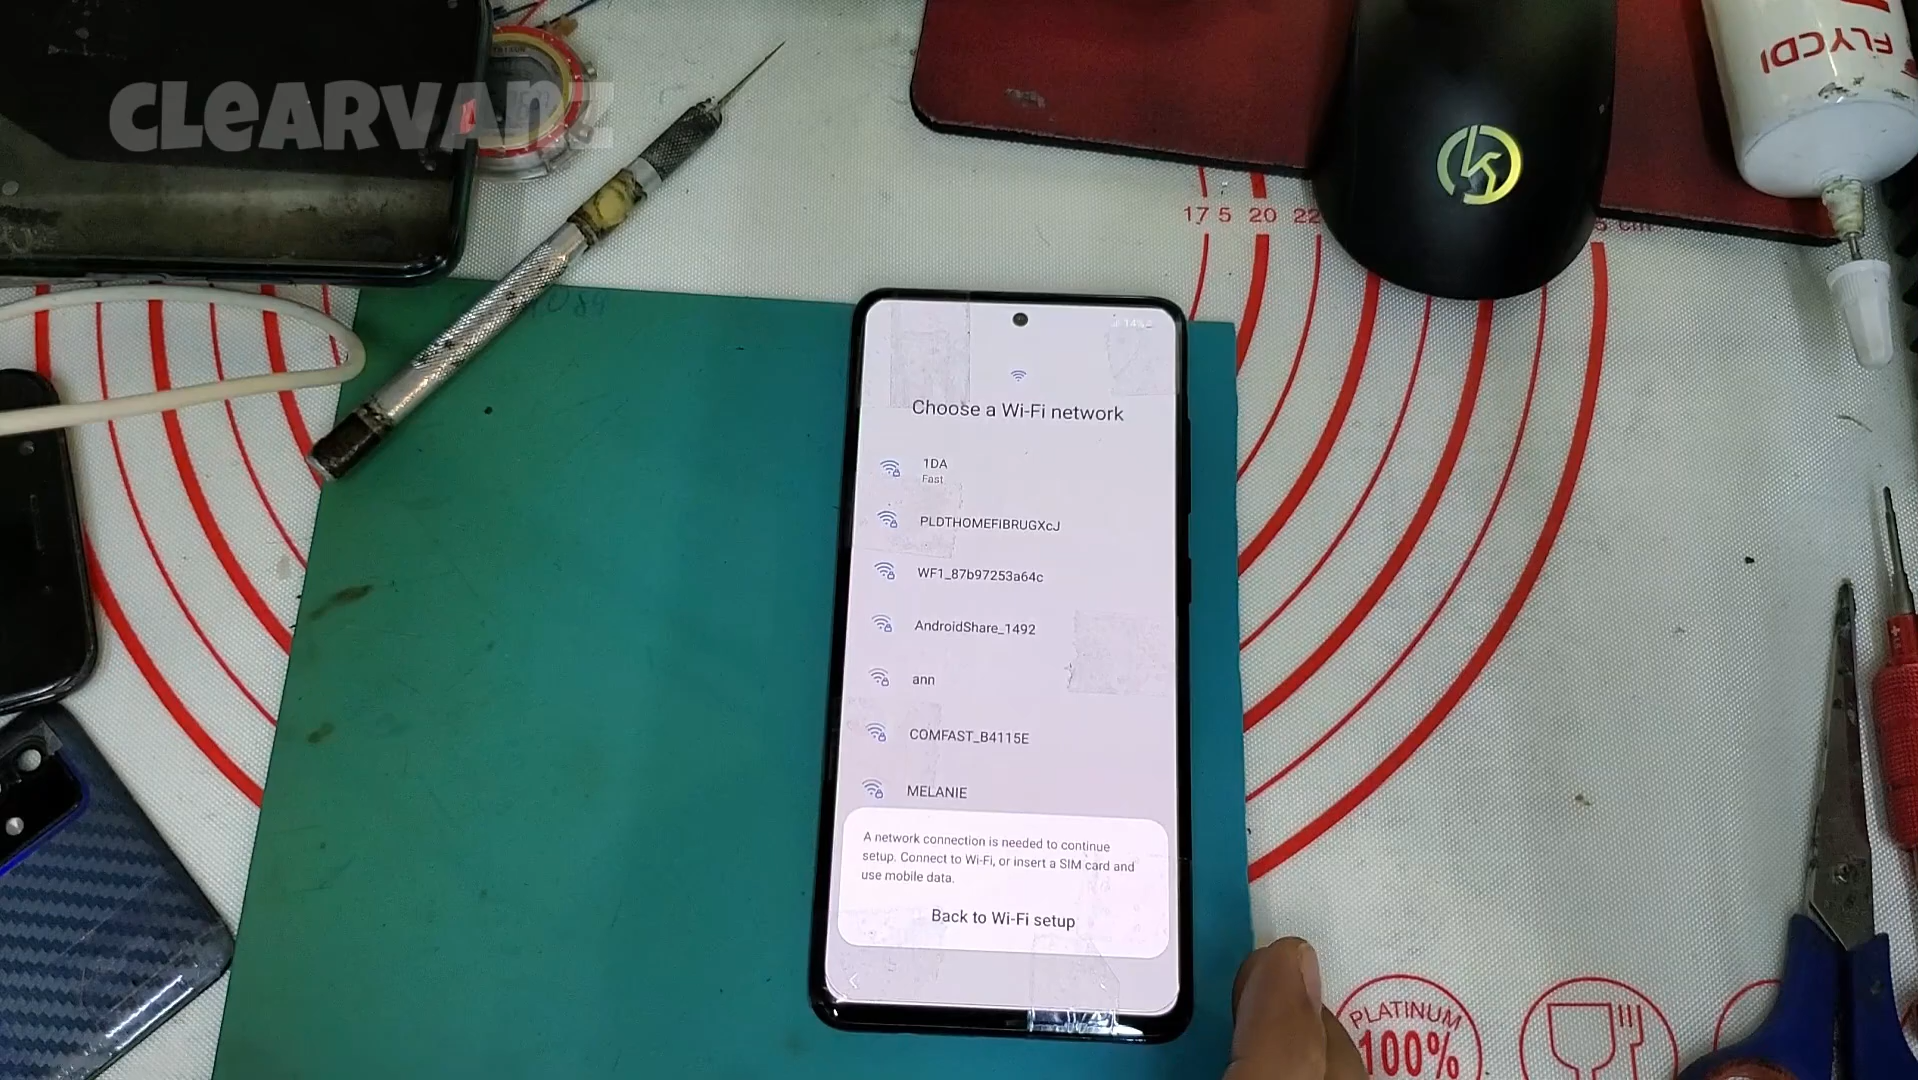 CLEARVANZ
FLYCDI
17 5 20 22
cm
Choose a Wi-Fi network
1DA
Fast
PLDTHOMEFIBRUGXcJ
WF1_87b97253a64c
AndroidShare_1492
ann
COMFAST_B4115E
MELANIE
A network connection is needed to continue
setup. Connect to Wi-Fi, or insert a SIM card and
use mobile data.
Back to Wi-Fi setup
PLATINUM
100%